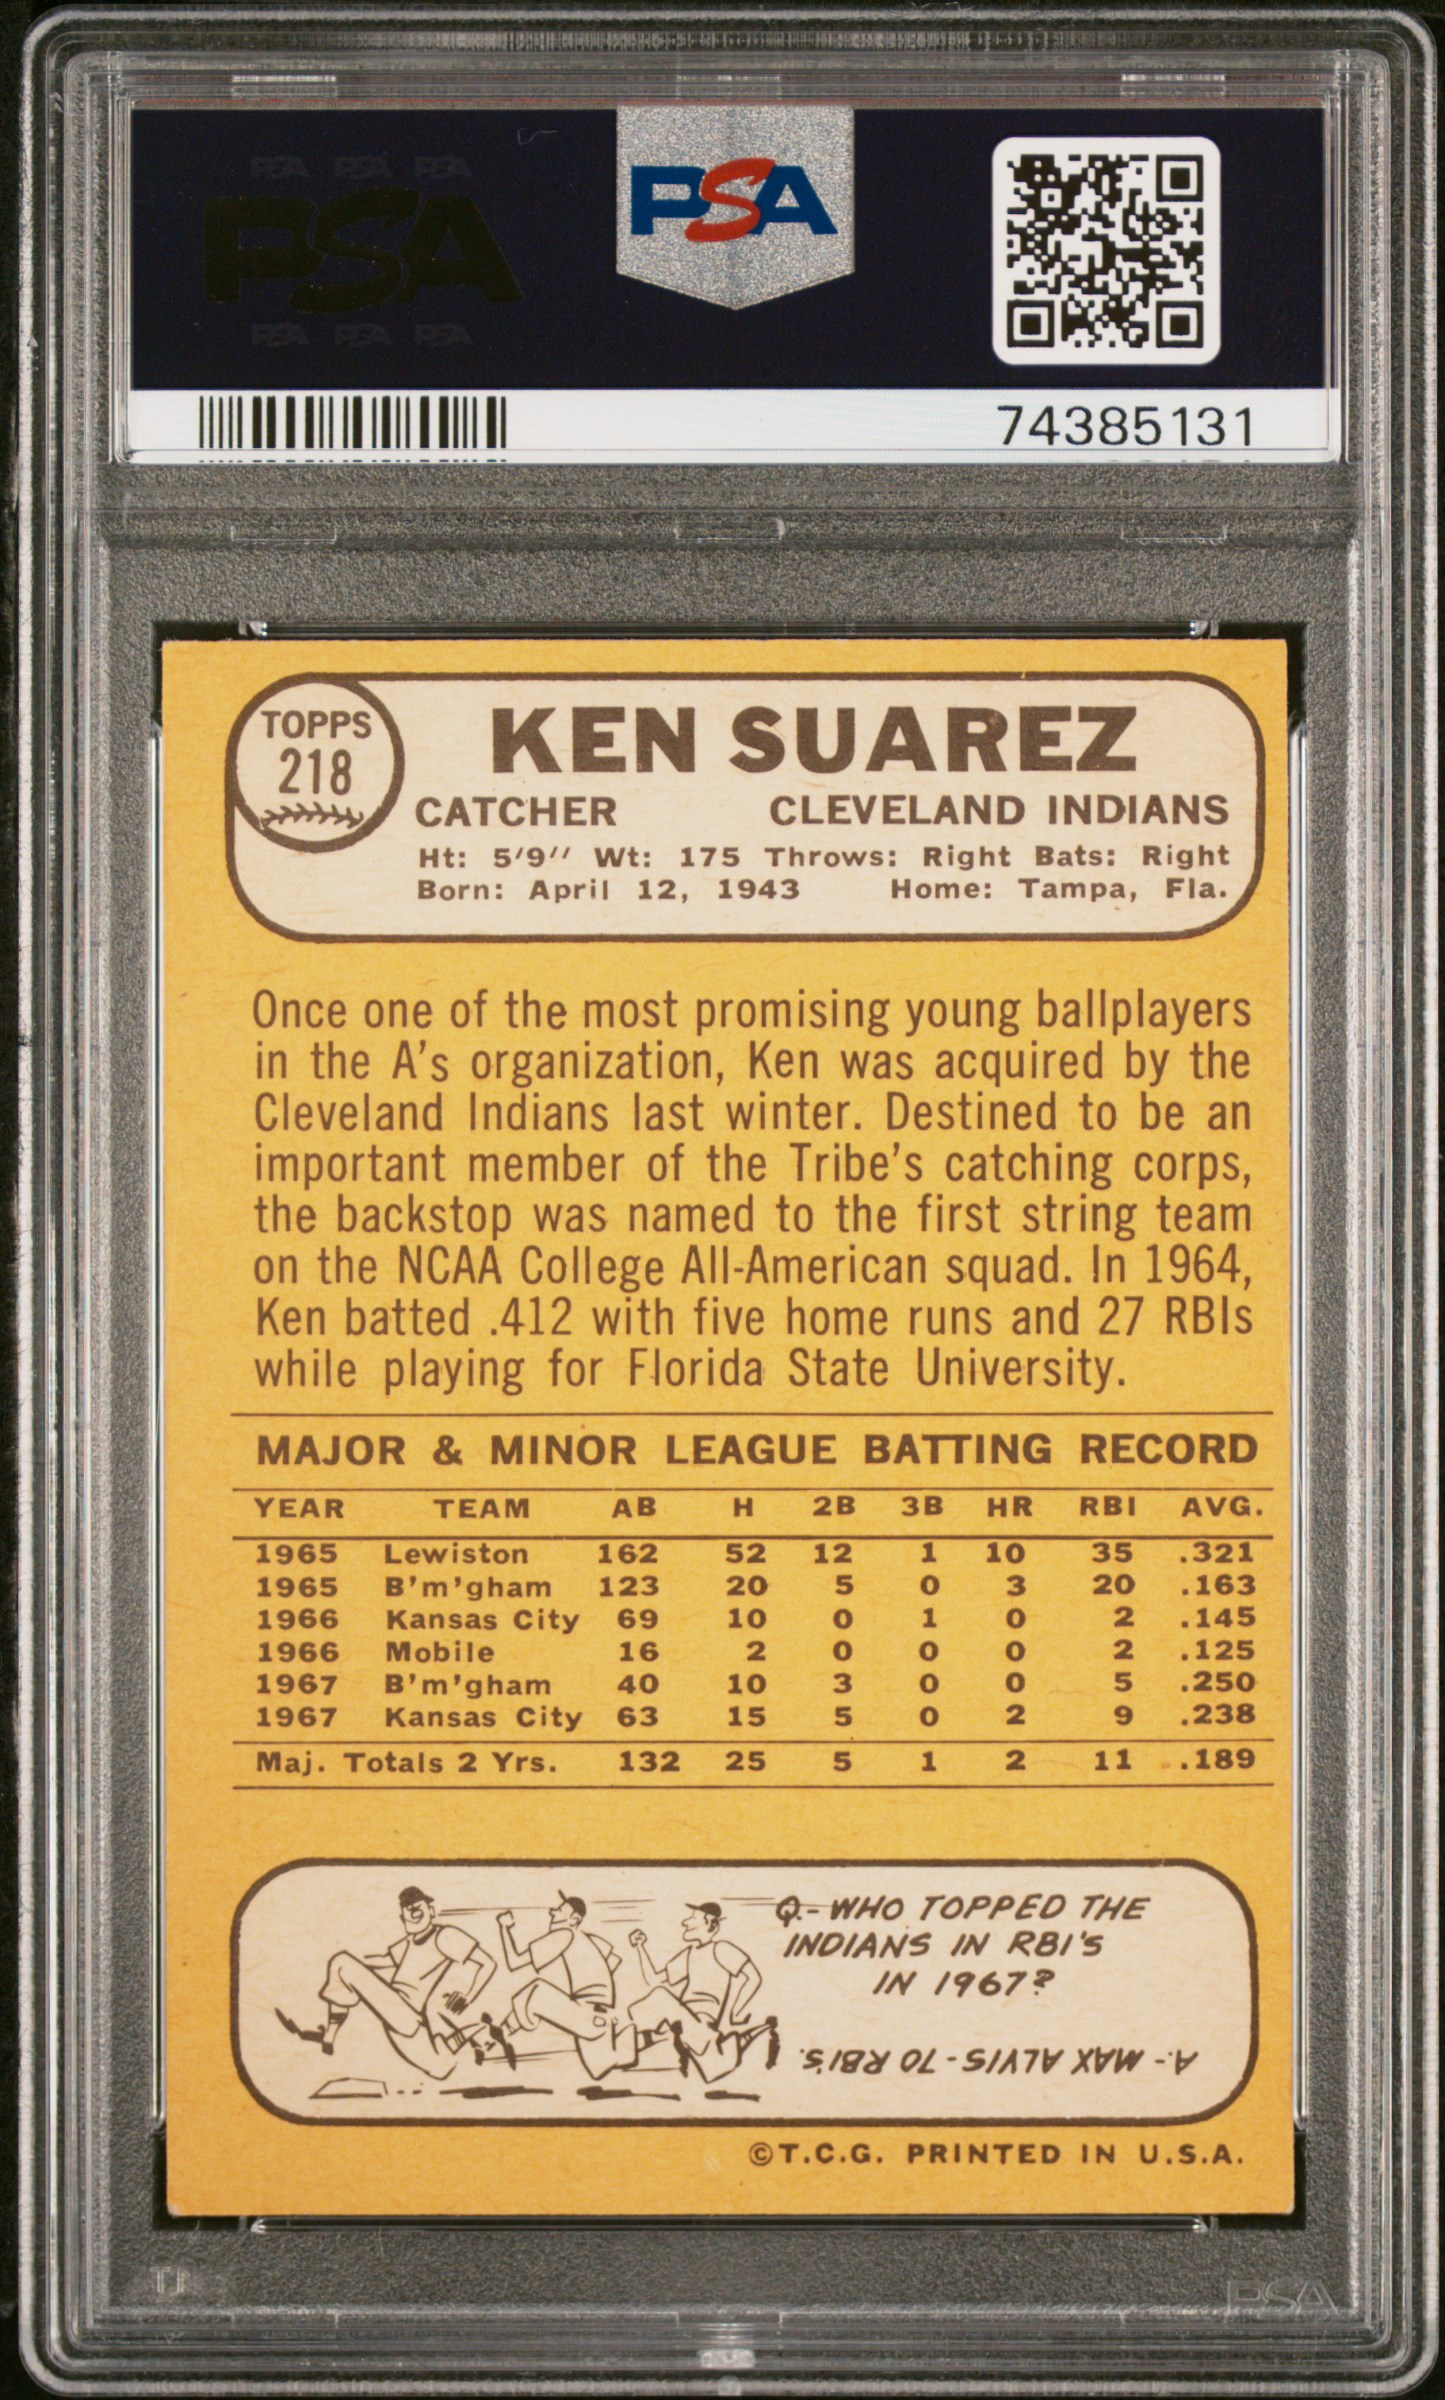 PSA PSA PSA
PSA
PSA PSA PSA
PSA
74385131
TOPPS
218
KEN SUAREZ
CATCHER CLEVELAND INDIANS
Ht: 5'9'' Wt: 175 Throws: Right Bats: Right
Born: April 12, 1943 Home: Tampa, Fla.
Once one of the most promising young ballplayers
in the A's organization, Ken was acquired by the
Cleveland Indians last winter. Destined to be an
important member of the Tribe's catching corps,
the backstop was named to the first string team
on the NCAA College All-American squad. In 1964,
Ken batted .412 with five home runs and 27 RBIs
while playing for Florida State University.
MAJOR & MINOR LEAGUE BATTING RECORD
YEAR TEAM AB H 2B 3B HR RBI AVG.
1965 Lewiston 162 52 12 1 10 35 .321
1965 B'm'gham 123 20 5 0 3 20 .163
1966 Kansas City 69 10 0 1 0 2 .145
1966 Mobile 16 2 0 0 0 2 .125
1967 B'm'gham 40 10 3 0 0 5 .250
1967 Kansas City 63 15 5 0 2 9 .238
Maj. Totals 2 Yrs. 132 25 5 1 2 11 .189
Q.- WHO TOPPED THE
INDIANS IN RBI'S
IN 1967?
A.- MAX ALVIS - 70 RBI'S.
©T.C.G. PRINTED IN U.S.A.
PSA